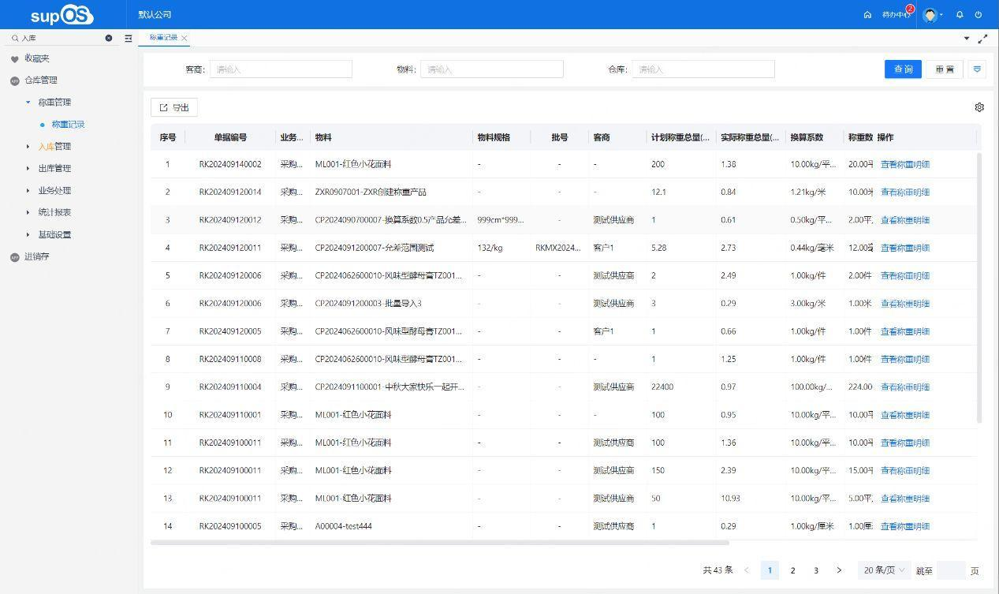 supOS 默认公司 待办中心 2
入库 称重记录
收藏夹
仓库管理
称重管理
称重记录
入库管理
出库管理
业务处理
统计报表
基础设置
进销存
客商: 请输入 物料: 请输入 仓库: 请输入 查 询 重 置
导出
序号 单据编号 业务... 物料 物料规格 批号 客商 计划称重总量(... 实际称重总量(... 换算系数 称重数 操作
1 RK202409140002 采购... ML001-红色小花面料 - - - 200 1.38 10.00kg/平... 20.00平 查看称重明细
2 RK202409120014 采购... ZXR0907001-ZXR创建称重产品 - - - 12.1 0.84 1.21kg/米 10.00米 查看称重明细
3 RK202409120012 采购... CP2024090700007-换算系数0.5产品允差... 999cm*999... - 测试供应商 1 0.61 0.50kg/平... 2.00平, 查看称重明细
4 RK202409120011 采购... CP2024091200007-允差范围测试 132/kg RKMX2024... 客户1 5.28 2.73 0.44kg/毫米 12.00毫 查看称重明细
5 RK202409120006 采购... CP2024062600010-风味型酵母膏TZ001... - - 测试供应商 2 2.49 1.00kg/件 2.00件 查看称重明细
6 RK202409120006 采购... CP2024091200003-批量导入3 - - 测试供应商 3 0.29 3.00kg/米 1.00米 查看称重明细
7 RK202409120005 采购... CP2024062600010-风味型酵母膏TZ001... - - 客户1 1 0.66 1.00kg/件 1.00件 查看称重明细
8 RK202409110008 采购... CP2024062600010-风味型酵母膏TZ001... - - - 1 1.25 1.00kg/件 1.00件 查看称重明细
9 RK202409110004 采购... CP2024091100001-中秋大家快乐一起开... - - 测试供应商 22400 0.97 100.00kg/... 224.00 查看称重明细
10 RK202409110001 采购... ML001-红色小花面料 - - - 100 0.95 10.00kg/平... 10.00平 查看称重明细
11 RK202409100011 采购... ML001-红色小花面料 - - 测试供应商 100 1.36 10.00kg/平... 10.00平 查看称重明细
12 RK202409100011 采购... ML001-红色小花面料 - - 测试供应商 150 2.39 10.00kg/平... 15.00平 查看称重明细
13 RK202409100011 采购... ML001-红色小花面料 - - 测试供应商 50 10.93 10.00kg/平... 5.00平, 查看称重明细
14 RK202409100005 采购... A00004-test444 - - 测试供应商 1 0.29 1.00kg/厘米 1.00厘 查看称重明细
共 43 条 1 2 3 20 条/页 跳至 页